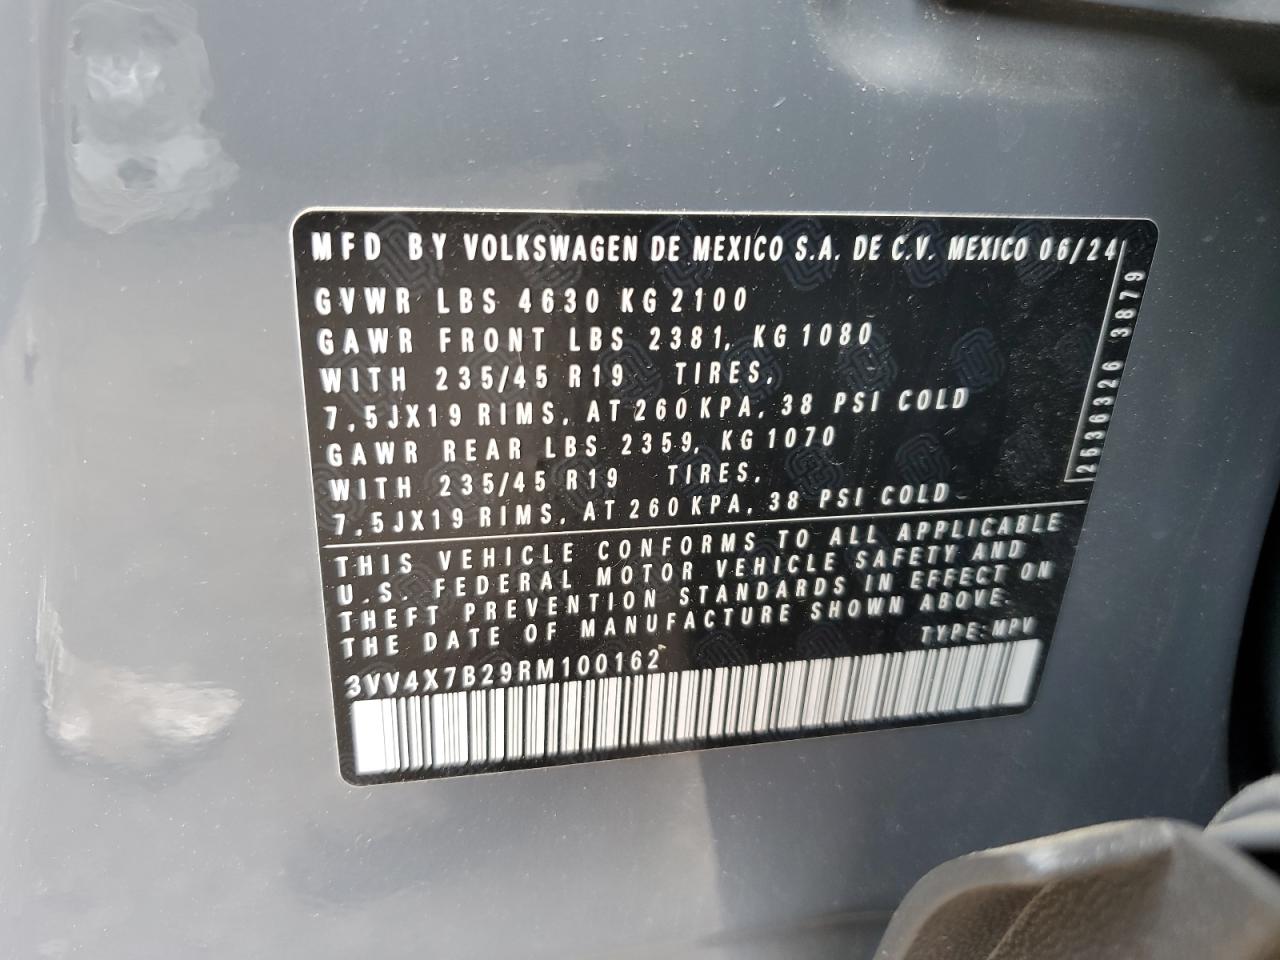 MFD BY VOLKSWAGEN DE MEXICO S.A. DE C.V. MEXICO 06/24
GVWR LBS 4630 KG 2100
GAWR FRONT LBS 2381, KG 1080
WITH 235/45 R19 TIRES,
7,5JX19 RIMS, AT 260 KPA, 38 PSI COLD
GAWR REAR LBS 2359, KG 1070
WITH 235/45 R19 TIRES,
7,5JX19 RIMS, AT 260 KPA, 38 PSI COLD
2636326 3879
THIS VEHICLE CONFORMS TO ALL APPLICABLE
U.S. FEDERAL MOTOR VEHICLE SAFETY AND
THEFT PREVENTION STANDARDS IN EFFECT ON
THE DATE OF MANUFACTURE SHOWN ABOVE.
TYPE: MPV
3VV4X7B29RM100162